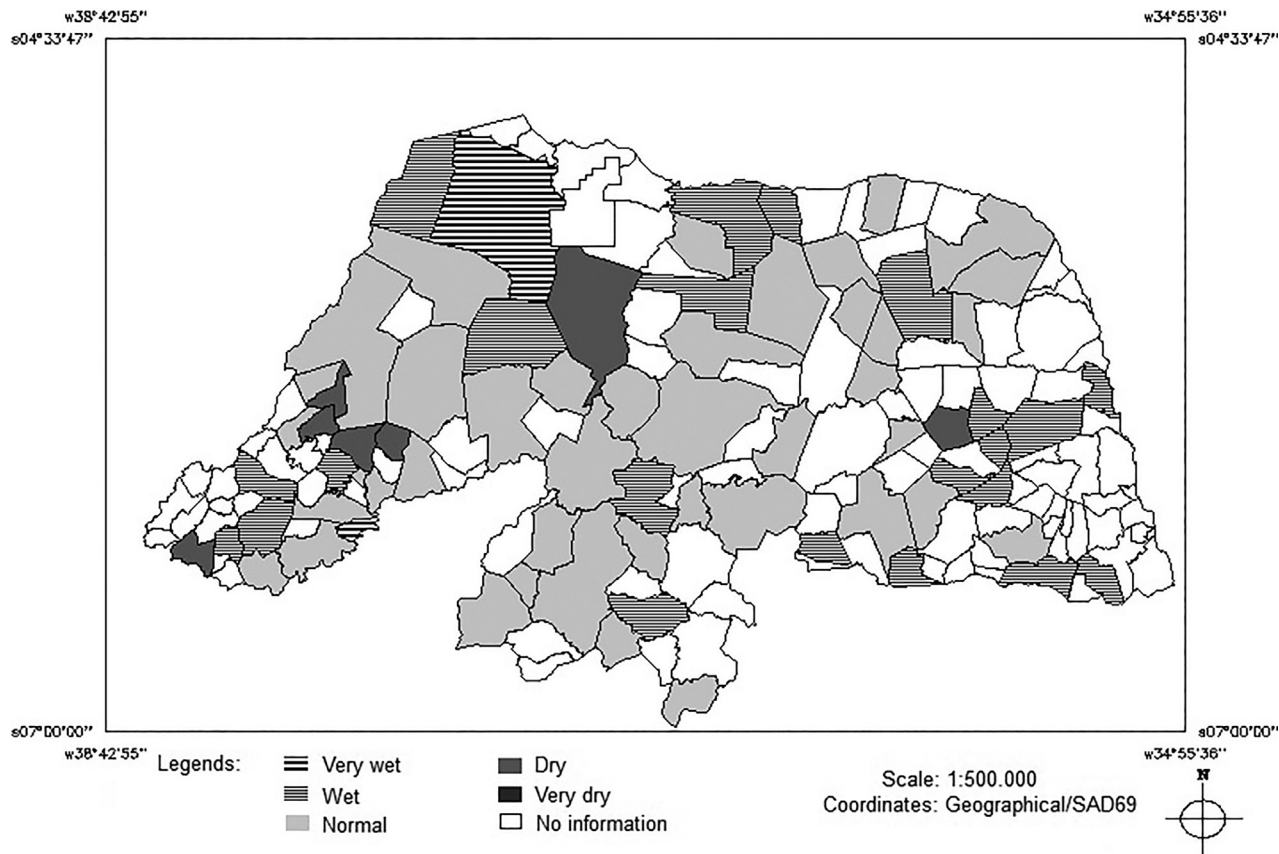 w38°42'55"
w34°55'36"
s04°33'47"
s04°33'47"
s07°00'00"
s07°00'00"
w38°42'55"
w34°55'36"
Legends:
Very wet
Wet
Normal
Dry
Very dry
No information
Scale: 1:500.000
Coordinates: Geographical/SAD69
N